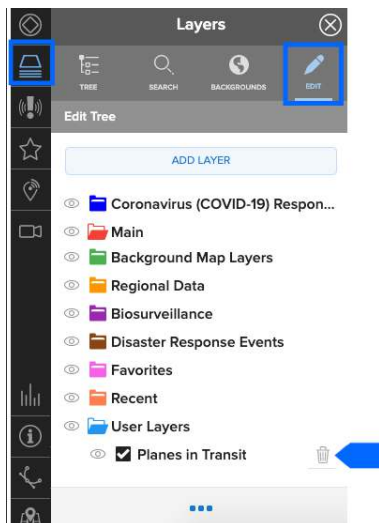 Layers
TREE SEARCH BACKGROUNDS EDIT
Edit Tree
ADD LAYER
Coronavirus (COVID-19) Respon...
Main
Background Map Layers
Regional Data
Biosurveillance
Disaster Response Events
Favorites
Recent
User Layers
Planes in Transit